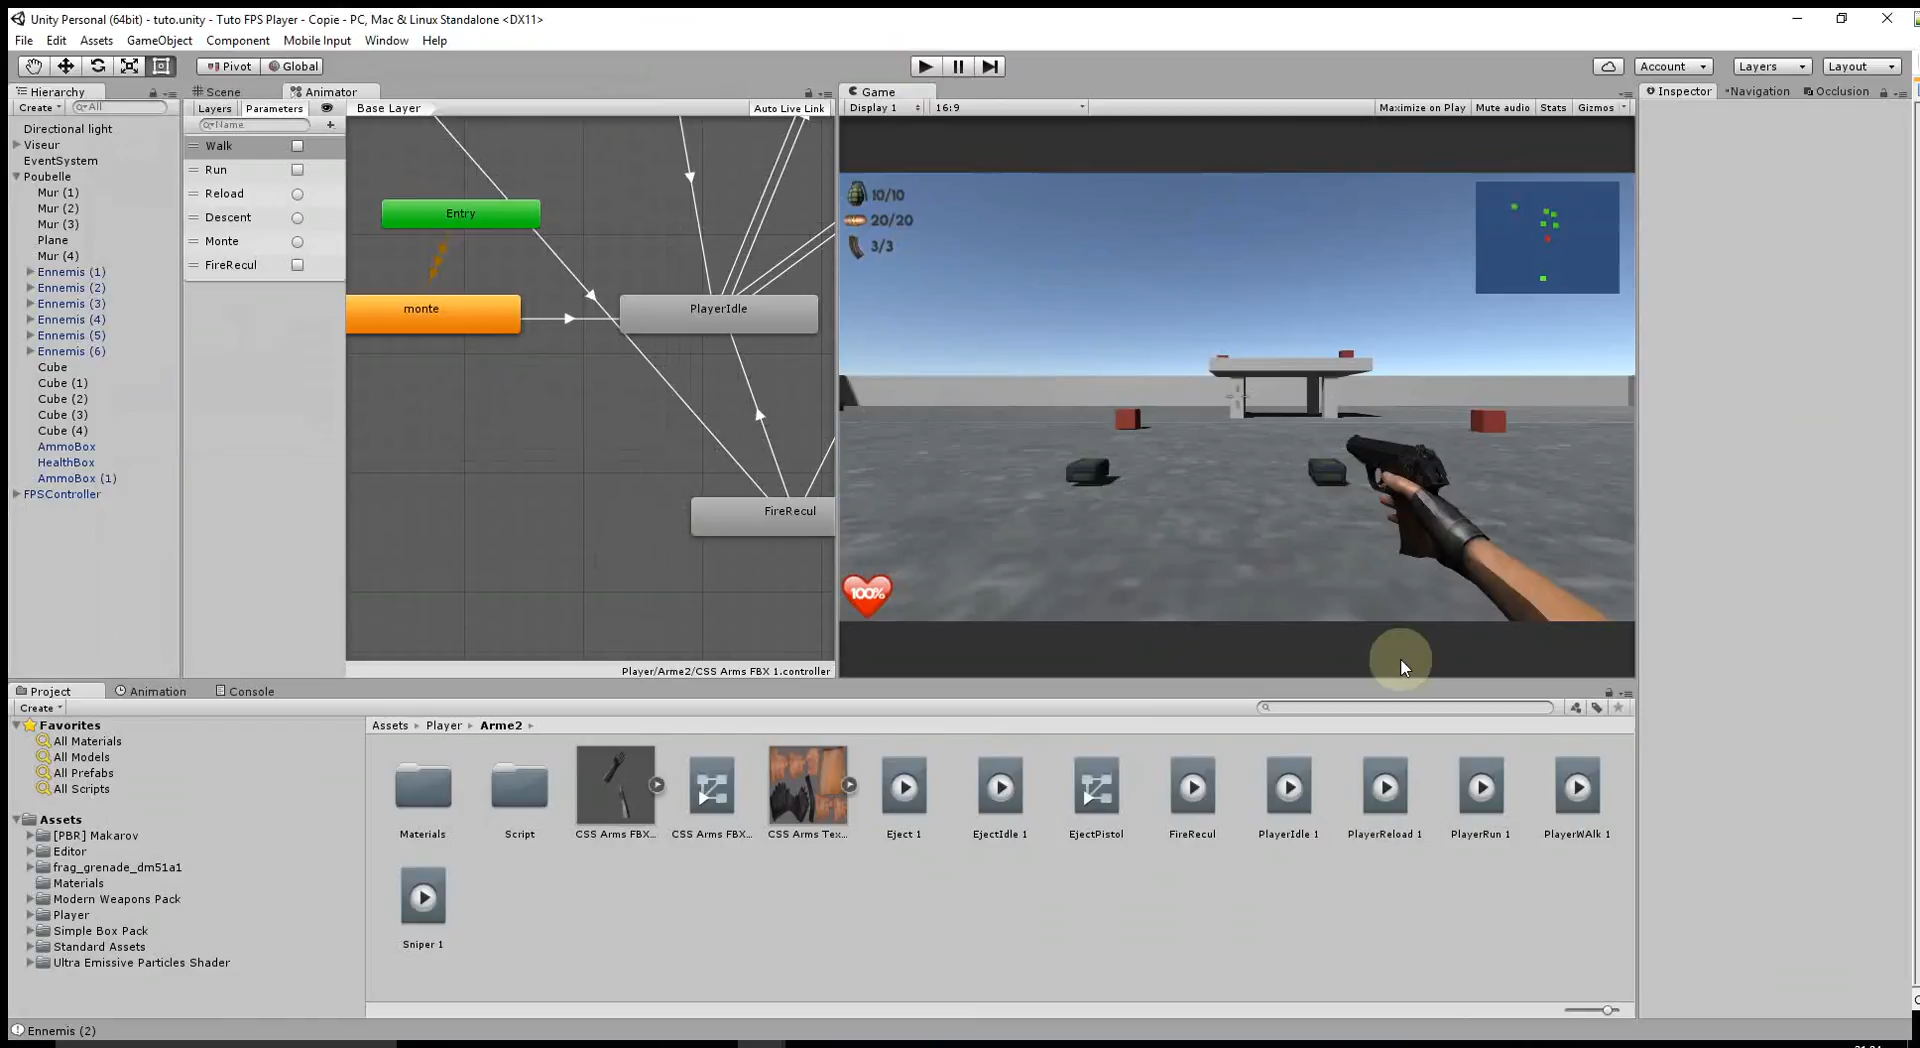 Unity Personal (64bit) - tuto.unity - Tuto FPS Player - Copie - PC, Mac & Linux Standalone <DX11>
File Edit Assets GameObject Component Mobile Input Window Help
Pivot Global Account Layers Layout
Hierarchy Scene Animator Game Inspector Navigation Occlusion
Create All Layers Parameters Base Layer Auto Live Link Display 1 16:9 Maximize on Play Mute audio Stats Gizmos
Name
Directional light
Viseur
EventSystem
Poubelle
Mur (1)
Mur (2)
Mur (3)
Plane
Mur (4)
Ennemis (1)
Ennemis (2)
Ennemis (3)
Ennemis (4)
Ennemis (5)
Ennemis (6)
Cube
Cube (1)
Cube (2)
Cube (3)
Cube (4)
AmmoBox
HealthBox
AmmoBox (1)
FPSController
Walk
Run
Reload
Descent
Monte
FireRecul
Entry
monte
PlayerIdle
FireRecul
Player/Arme2/CSS Arms FBX 1.controller
10/10
20/20
3/3
100%
Project Animation Console
Create
Favorites
All Materials
All Models
All Prefabs
All Scripts
Assets
[PBR] Makarov
Editor
frag_grenade_dm51a1
Materials
Modern Weapons Pack
Player
Simple Box Pack
Standard Assets
Ultra Emissive Particles Shader
Assets Player Arme2
Materials Script CSS Arms FBX... CSS Arms FBX... CSS Arms Tex... Eject 1 EjectIdle 1 EjectPistol FireRecul PlayerIdle 1 PlayerReload 1 PlayerRun 1 PlayerWAlk 1
Sniper 1
Ennemis (2)